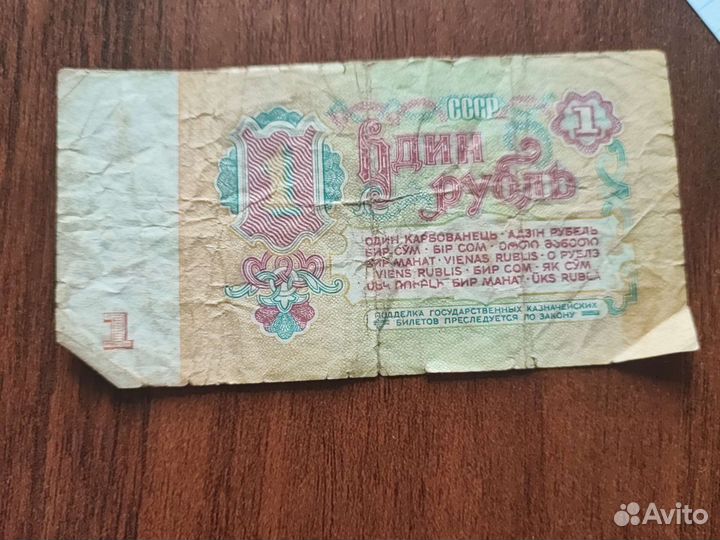 СССР
1
1
Один
рубль
ОДИН КАРБОВАНЕЦЬ · АДЗІН РУБЕЛЬ
БИР СЎМ · БІР СОМ · ᲔᲠᲗᲘ ᲛᲐᲜᲔᲗᲘ
БИР МАНАТ · VIENAS RUBLIS · О РУБЛЭ
VIENS RUBLIS · БИР СОМ · ЯК СЎМ
ՄԵԿ ՌՈՒԲԼԻ · БИР МАНАТ · ÜKS RUBLA
ПОДДЕЛКА ГОСУДАРСТВЕННЫХ КАЗНАЧЕЙСКИХ
БИЛЕТОВ ПРЕСЛЕДУЕТСЯ ПО ЗАКОНУ
1
Avito